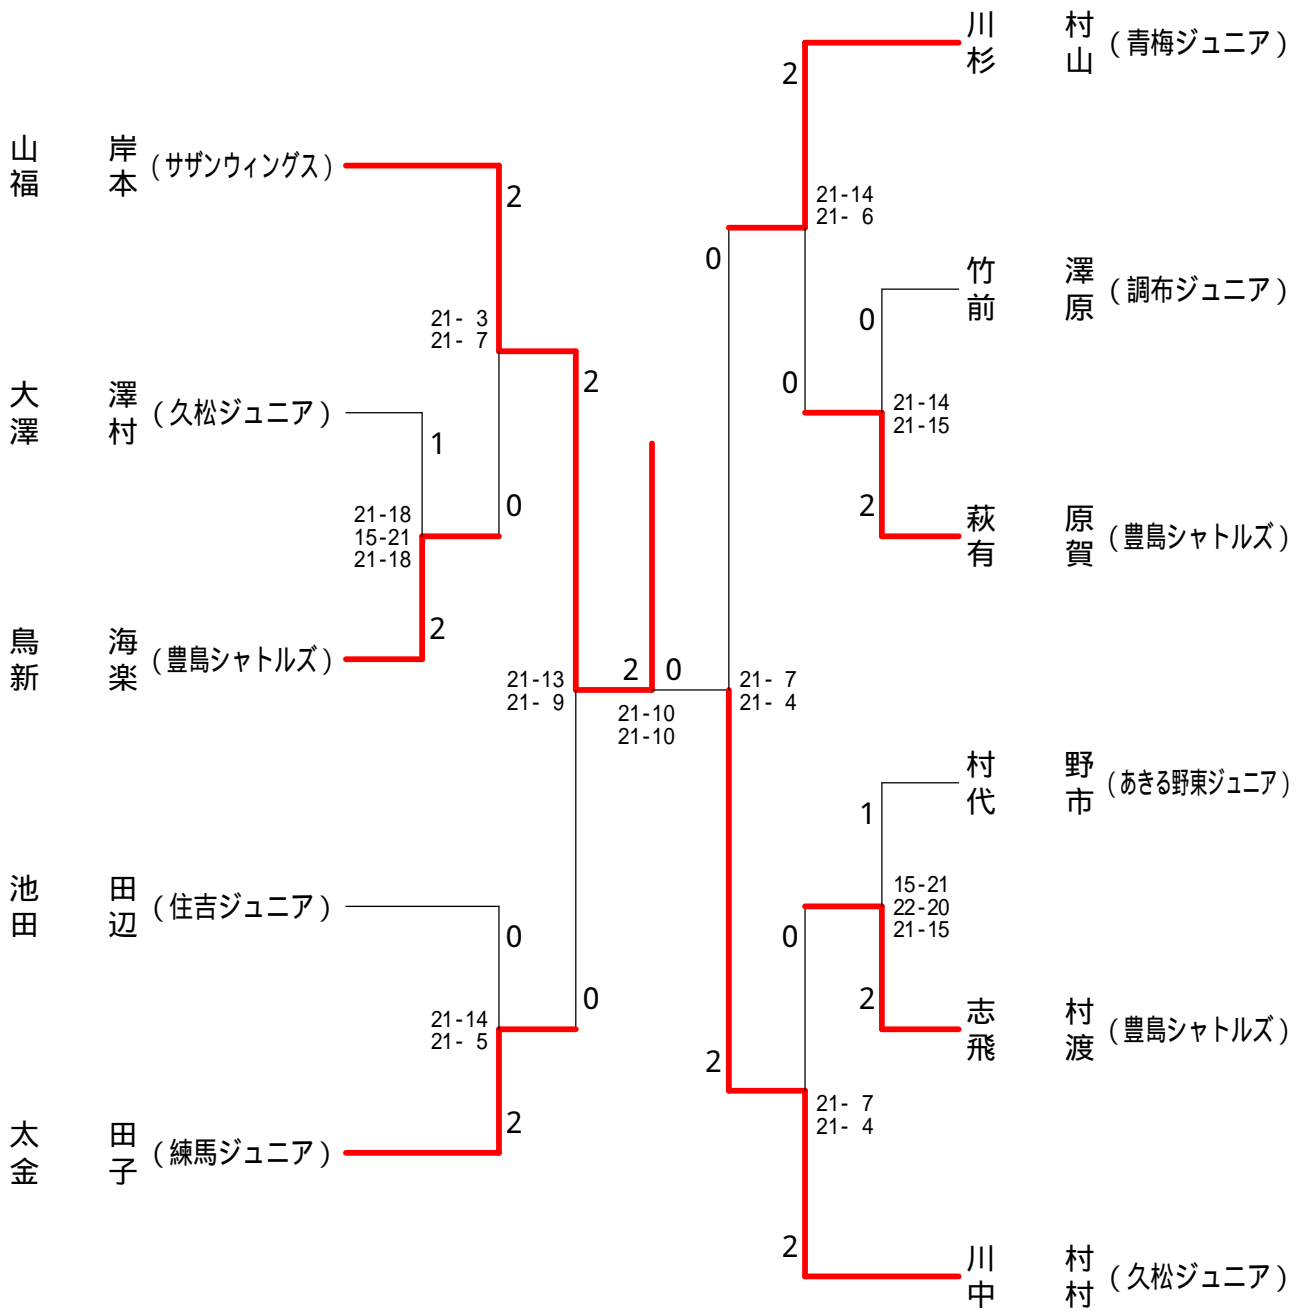 山 岸
福 本
(サザンウィングス)
2
21- 3
21- 7
大 澤
澤 村
(久松ジュニア)
1
21-18
15-21
21-18
0
鳥 海
新 楽
(豊島シャトルズ)
2
2
21-13
21- 9
池 田
田 辺
(住吉ジュニア)
0
21-14
21- 5
0
太 田
金 子
(練馬ジュニア)
2
2 0
21-10
21-10
川 村
杉 山
(青梅ジュニア)
2
21-14
21- 6
0
竹 澤
前 原
(調布ジュニア)
0
0
21-14
21-15
萩 原
有 賀
(豊島シャトルズ)
2
21- 7
21- 4
村 野
代 市
(あきる野東ジュニア)
1
15-21
22-20
21-15
0
志 村
飛 渡
(豊島シャトルズ)
2
2
21- 7
21- 4
川 村
中 村
(久松ジュニア)
2